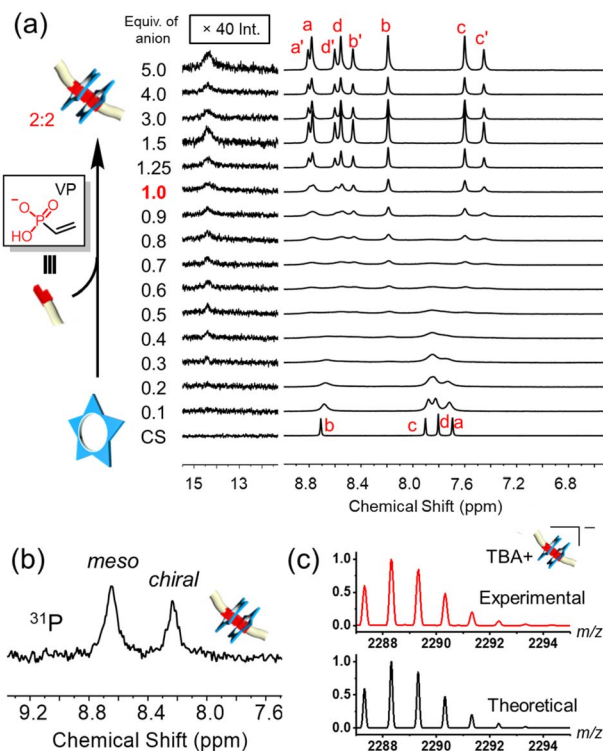 (a)
Equiv. of
anion
× 40 Int.
a
a'
d
d'
b'
b
c
c'
5.0
4.0
3.0
1.5
1.25
1.0
0.9
0.8
0.7
0.6
0.5
0.4
0.3
0.2
0.1
CS
2:2
VP
−
O
O
P
HO
b
c
d
a
15
13
8.8
8.4
8.0
7.6
7.2
6.8
Chemical Shift (ppm)
(b)
meso
chiral
31P
9.2
8.8
8.4
8.0
7.6
Chemical Shift (ppm)
(c)
TBA+
−
1.0
0.5
0.0
Experimental
2288
2290
2292
2294
m/z
1.0
0.5
0.0
Theoretical
2288
2290
2292
2294
m/z